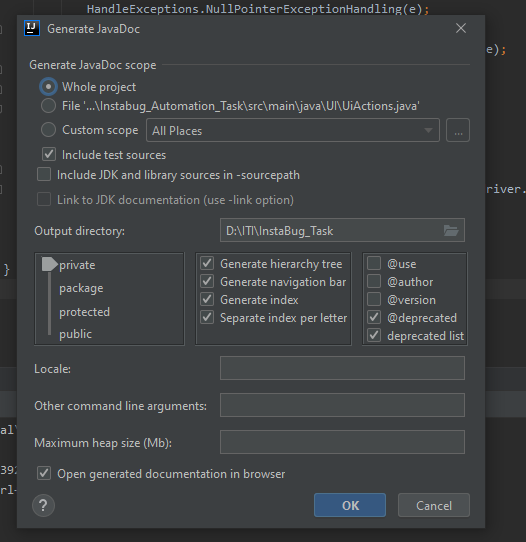 HandleExceptions.NullPointerExceptionHandling(e);
IJ Generate JavaDoc
e);
Generate JavaDoc scope
Whole project
File '...\Instabug_Automation_Task\src\main\java\UI\UiActions.java'
Custom scope All Places ...
Include test sources
Include JDK and library sources in -sourcepath
river.
Link to JDK documentation (use -link option)
Output directory: D:\ITI\InstaBug_Task
private
package
protected
public
Generate hierarchy tree
Generate navigation bar
Generate index
Separate index per letter
@use
@author
@version
@deprecated
deprecated list
}
Locale:
Other command line arguments:
al\
Maximum heap size (Mb):
392
Open generated documentation in browser
rl-
? OK Cancel